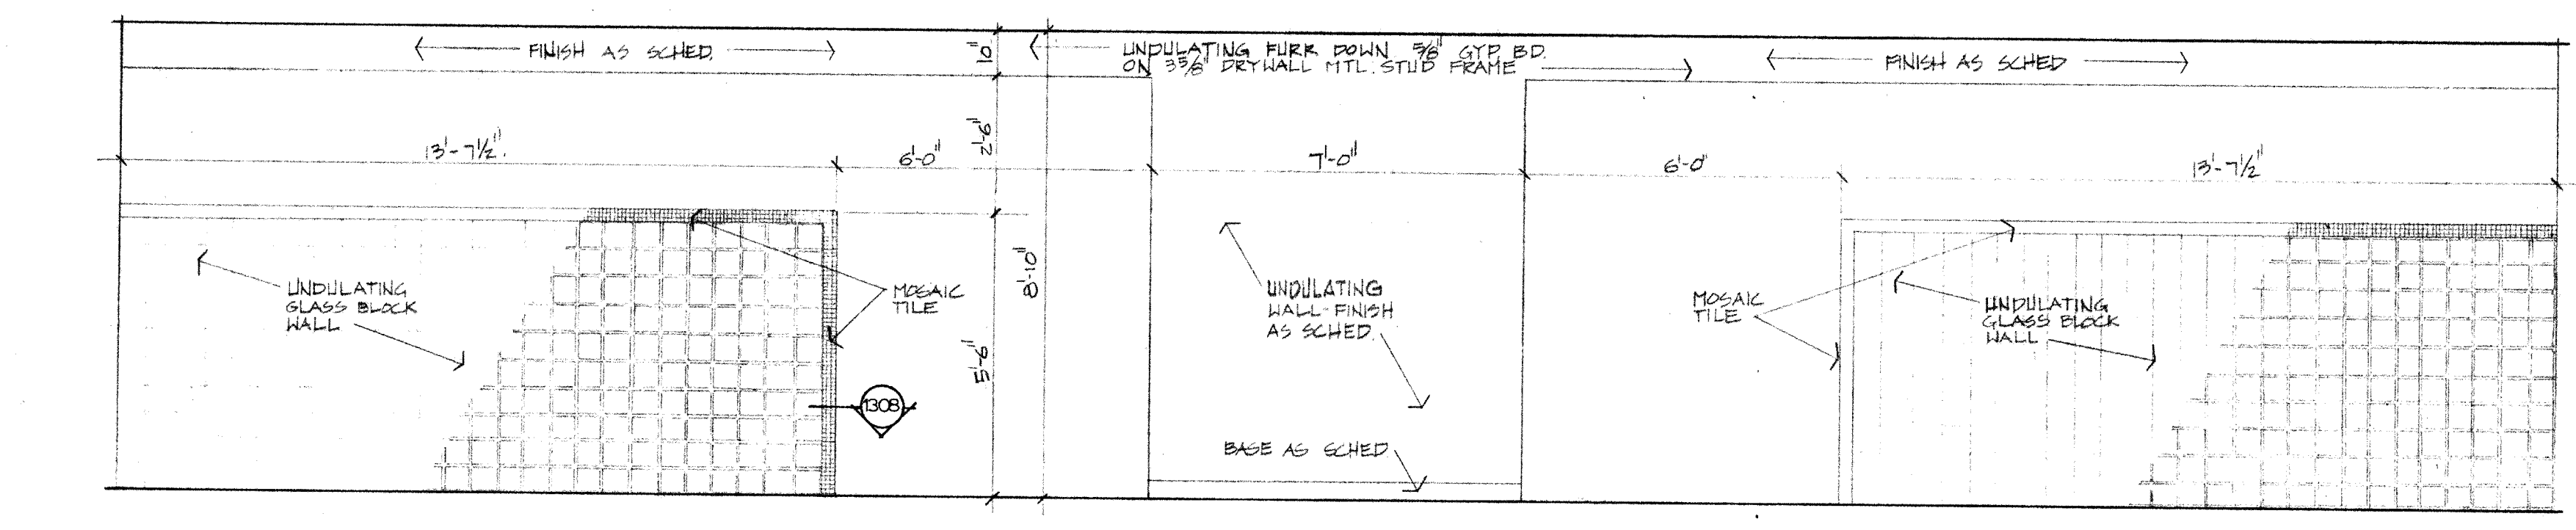 FINISH AS SCHED.
10"
UNDULATING FURR DOWN 5/8" GYP. BD.
ON 3 5/8" DRYWALL MTL. STUD FRAME
FINISH AS SCHED
13'-7 1/2".
6'-0"
2'-6"
7'-0"
6'-0"
13'-7 1/2"
UNDULATING
GLASS BLOCK
WALL
MOSAIC
TILE
5'-6"
8'-10"
UNDULATING
WALL-FINISH
AS SCHED.
MOSAIC
TILE
UNDULATING
GLASS BLOCK
WALL
1308
BASE AS SCHED.